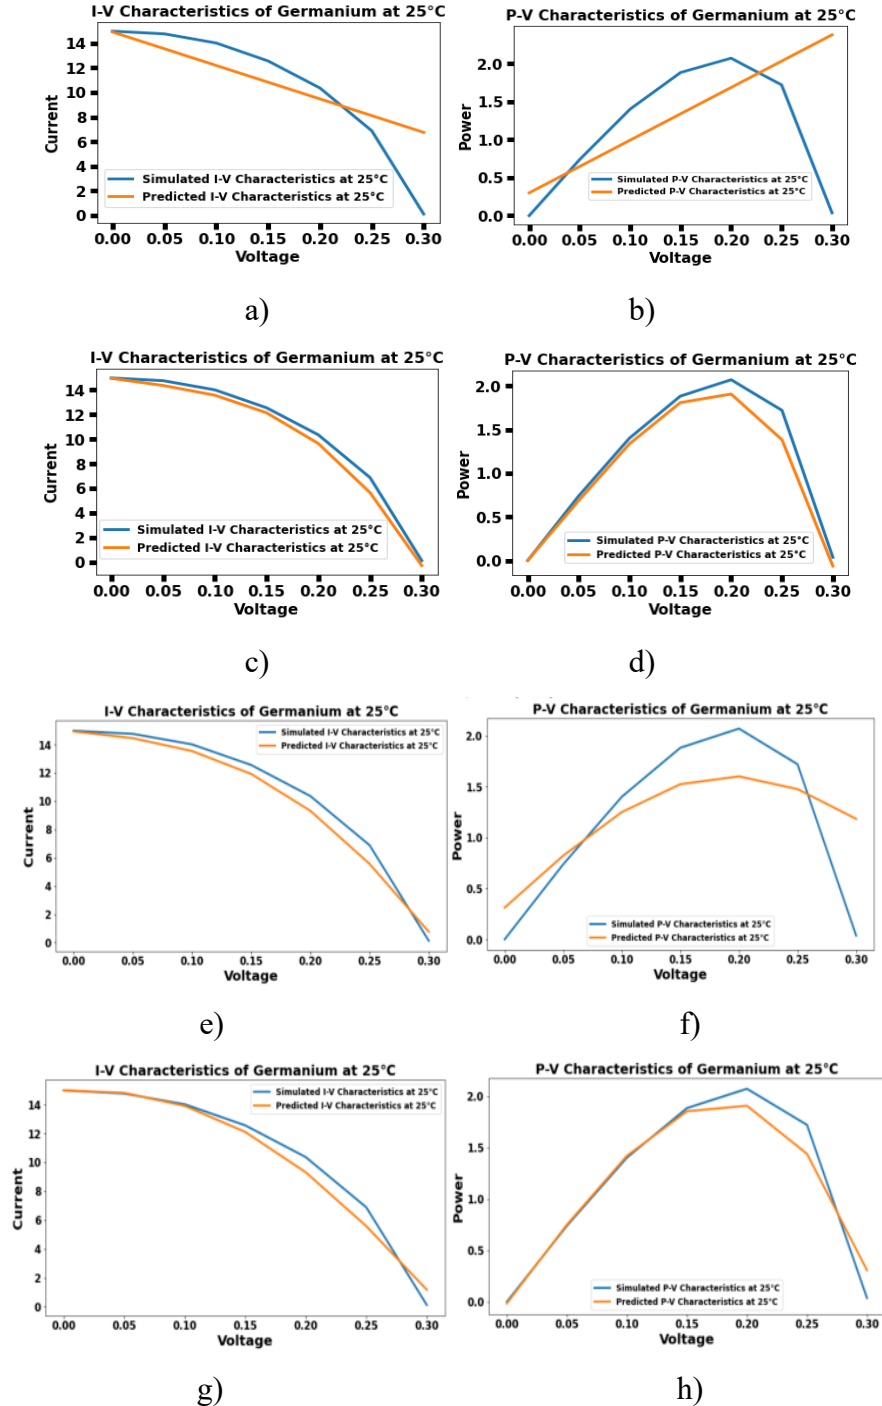 I-V Characteristics of Germanium at 25°C
14
12
10
8
6
4
2
0
Current
Simulated I-V Characteristics at 25°C
Predicted I-V Characteristics at 25°C
0.00 0.05 0.10 0.15 0.20 0.25 0.30
Voltage
a)
P-V Characteristics of Germanium at 25°C
2.0
1.5
1.0
0.5
0.0
Power
Simulated P-V Characteristics at 25°C
Predicted P-V Characteristics at 25°C
0.00 0.05 0.10 0.15 0.20 0.25 0.30
Voltage
b)
I-V Characteristics of Germanium at 25°C
14
12
10
8
6
4
2
0
Current
Simulated I-V Characteristics at 25°C
Predicted I-V Characteristics at 25°C
0.00 0.05 0.10 0.15 0.20 0.25 0.30
Voltage
c)
P-V Characteristics of Germanium at 25°C
2.0
1.5
1.0
0.5
0.0
Power
Simulated P-V Characteristics at 25°C
Predicted P-V Characteristics at 25°C
0.00 0.05 0.10 0.15 0.20 0.25 0.30
Voltage
d)
I-V Characteristics of Germanium at 25°C
14
12
10
8
6
4
2
0
Current
Simulated I-V Characteristics at 25°C
Predicted I-V Characteristics at 25°C
0.00 0.05 0.10 0.15 0.20 0.25 0.30
Voltage
e)
P-V Characteristics of Germanium at 25°C
2.0
1.5
1.0
0.5
0.0
Power
Simulated P-V Characteristics at 25°C
Predicted P-V Characteristics at 25°C
0.00 0.05 0.10 0.15 0.20 0.25 0.30
Voltage
f)
I-V Characteristics of Germanium at 25°C
14
12
10
8
6
4
2
0
Current
Simulated I-V Characteristics at 25°C
Predicted I-V Characteristics at 25°C
0.00 0.05 0.10 0.15 0.20 0.25 0.30
Voltage
g)
P-V Characteristics of Germanium at 25°C
2.0
1.5
1.0
0.5
0.0
Power
Simulated P-V Characteristics at 25°C
Predicted P-V Characteristics at 25°C
0.00 0.05 0.10 0.15 0.20 0.25 0.30
Voltage
h)